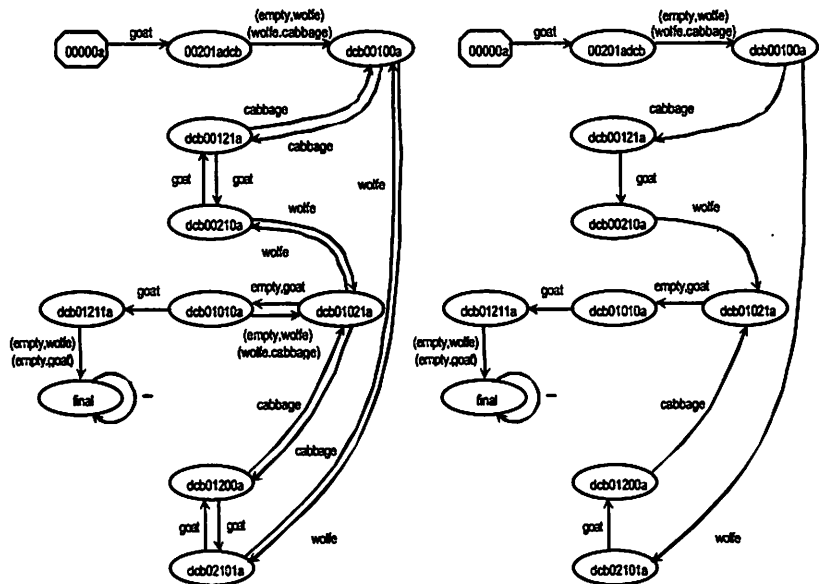 goat
(empty,wolfe)
(wolfe.cabbage)
00000a
00201adcb
dcb00100a
cabbage
dcb00121a
cabbage
goat
goat
wolfe
wolfe
dcb00210a
wolfe
goat
empty,goat
dcb01211a
dcb01010a
dcb01021a
(empty,wolfe)
(empty.goat)
(empty,wolfe)
(wolfe.cabbage)
final
–
cabbage
cabbage
dcb01200a
goat
goat
wolfe
dcb02101a
goat
(empty,wolfe)
(wolfe.cabbage)
00000a
00201adcb
dcb00100a
cabbage
dcb00121a
goat
wolfe
dcb00210a
goat
empty,goat
dcb01211a
dcb01010a
dcb01021a
(empty,wolfe)
(empty.goat)
final
–
cabbage
dcb01200a
goat
wolfe
dcb02101a